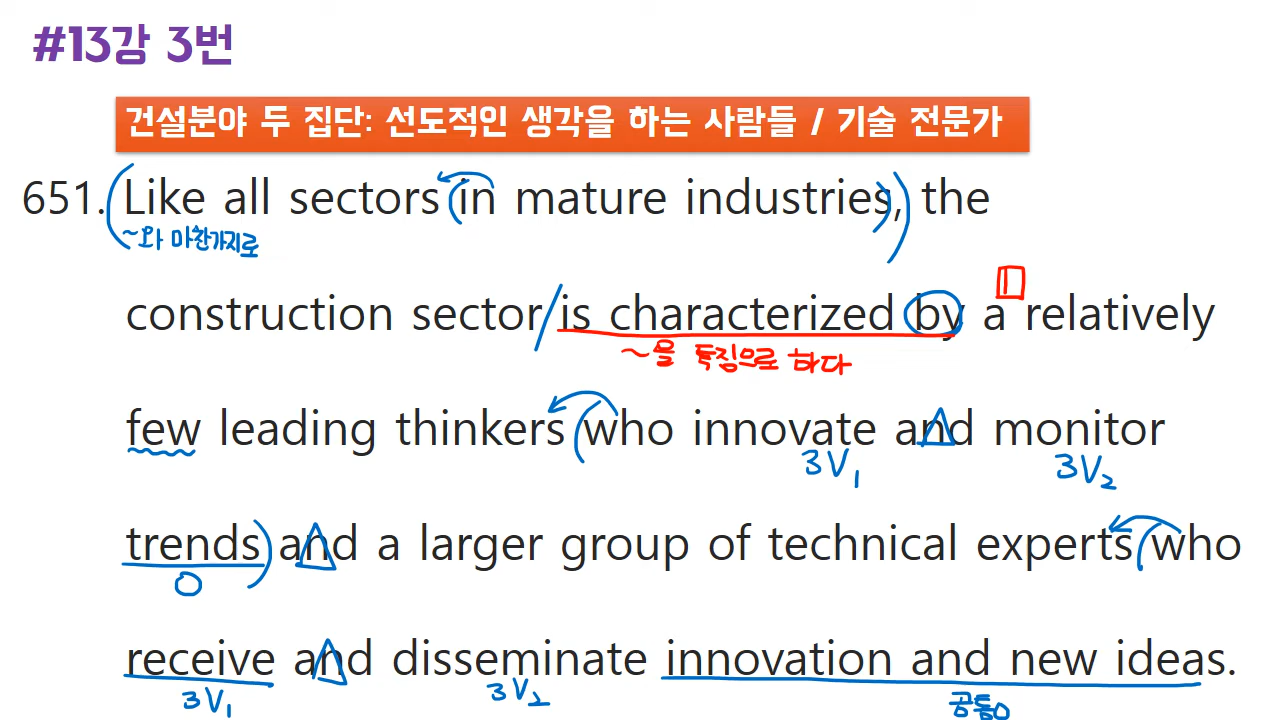 #13강 3번
건설분야 두 집단: 선도적인 생각을 하는 사람들 / 기술 전문가
651. Like all sectors in mature industries, the
~와 마찬가지로
construction sector is characterized by a relatively
~을 특징으로 하다
few leading thinkers who innovate and monitor
3V1 3V2
trends and a larger group of technical experts who
O
receive and disseminate innovation and new ideas.
3V1 3V2 공통O